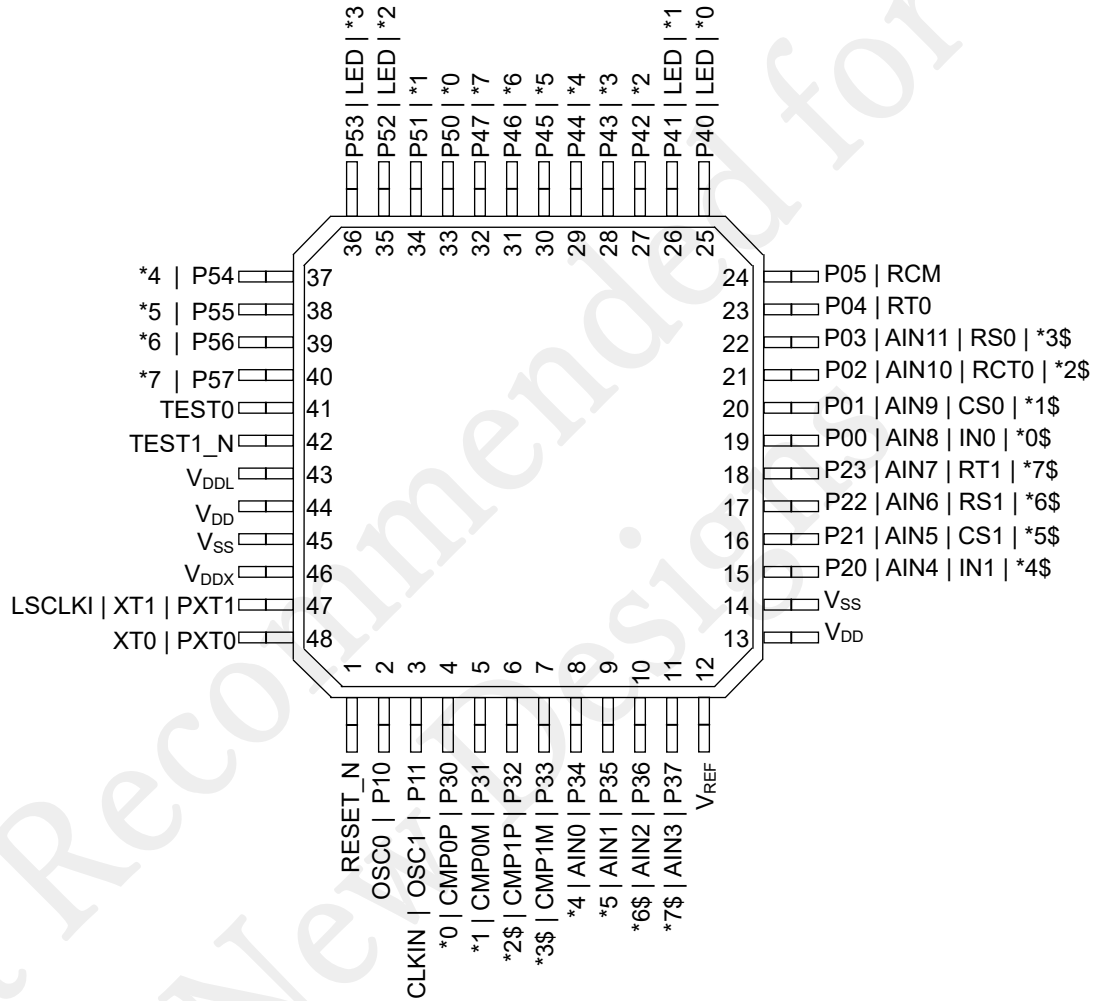 P53 | LED | *3
P52 | LED | *2
P51 | *1
P50 | *0
P47 | *7
P46 | *6
P45 | *5
P44 | *4
P43 | *3
P42 | *2
P41 | LED | *1
P40 | LED | *0
36
35
34
33
32
31
30
29
28
27
26
25
*4 | P54
37
*5 | P55
38
*6 | P56
39
*7 | P57
40
TEST0
41
TEST1_N
42
VDDL
43
VDD
44
VSS
45
VDDX
46
LSCLKI | XT1 | PXT1
47
XT0 | PXT0
48
24
P05 | RCM
23
P04 | RT0
22
P03 | AIN11 | RS0 | *3$
21
P02 | AIN10 | RCT0 | *2$
20
P01 | AIN9 | CS0 | *1$
19
P00 | AIN8 | IN0 | *0$
18
P23 | AIN7 | RT1 | *7$
17
P22 | AIN6 | RS1 | *6$
16
P21 | AIN5 | CS1 | *5$
15
P20 | AIN4 | IN1 | *4$
14
VSS
13
VDD
1
2
3
4
5
6
7
8
9
10
11
12
RESET_N
OSC0 | P10
CLKIN | OSC1 | P11
*0 | CMP0P | P30
*1 | CMP0M | P31
*2$ | CMP1P | P32
*3$ | CMP1M | P33
*4 | AIN0 | P34
*5 | AIN1 | P35
*6$ | AIN2 | P36
*7$ | AIN3 | P37
VREF
Recommended for
New Designs